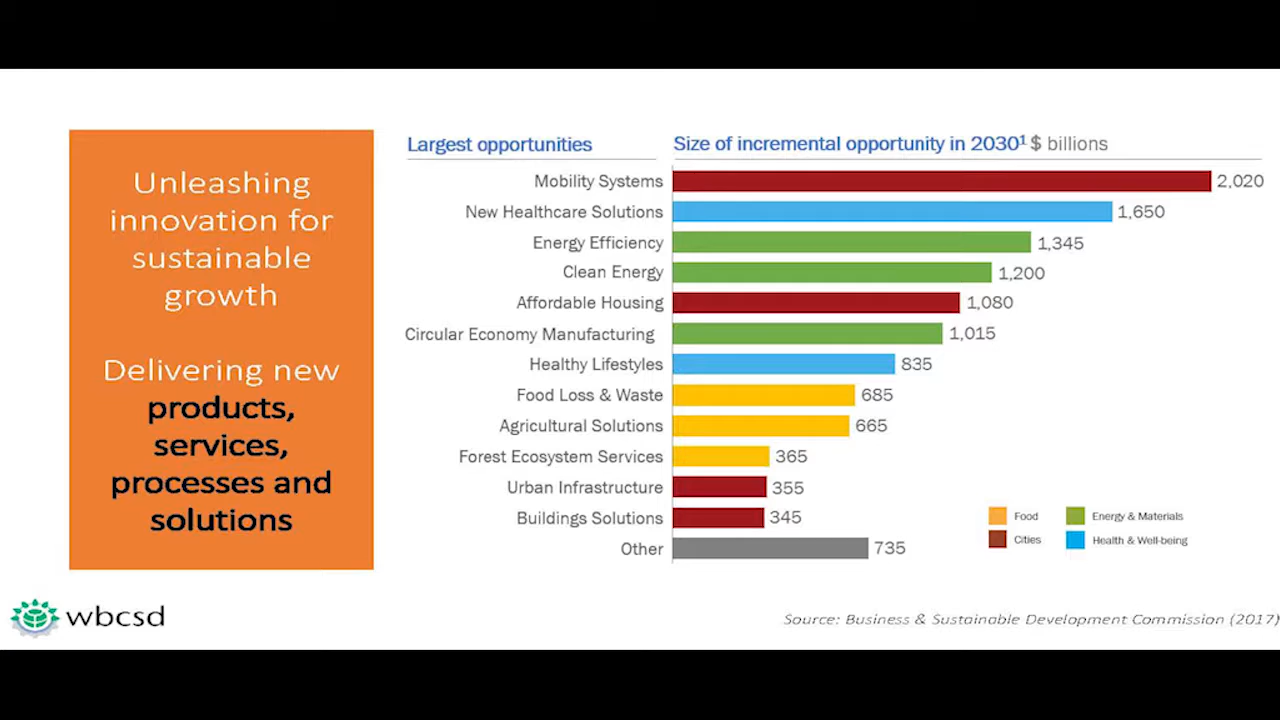 Unleashing
innovation for
sustainable
growth
Delivering new
products,
services,
processes and
solutions
Largest opportunities
Size of incremental opportunity in 2030¹ $ billions
Mobility Systems 2,020
New Healthcare Solutions 1,650
Energy Efficiency 1,345
Clean Energy 1,200
Affordable Housing 1,080
Circular Economy Manufacturing 1,015
Healthy Lifestyles 835
Food Loss & Waste 685
Agricultural Solutions 665
Forest Ecosystem Services 365
Urban Infrastructure 355
Buildings Solutions 345
Other 735
Food
Energy & Materials
Cities
Health & Well-being
wbcsd
Source: Business & Sustainable Development Commission (2017)